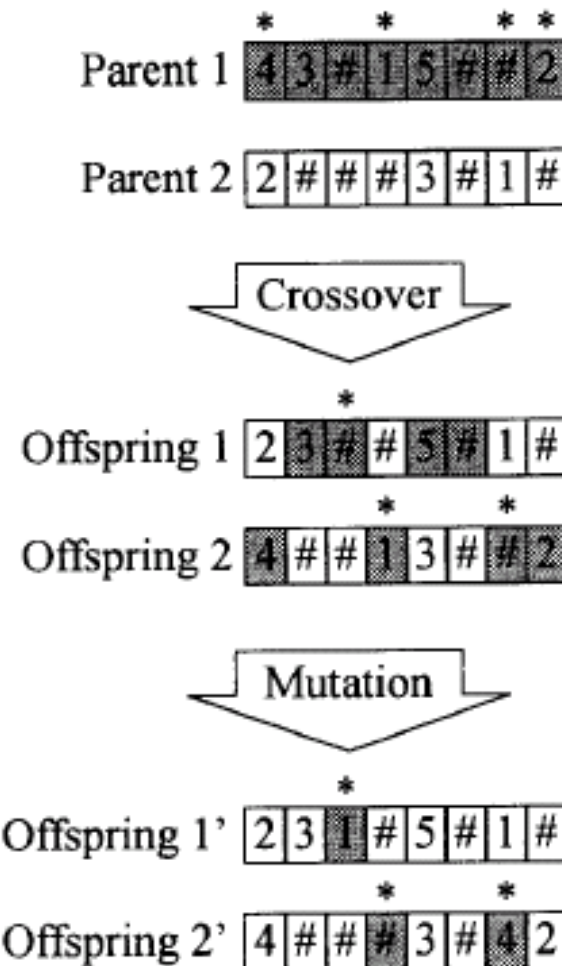 * * * *
Parent 1 4 3 # 1 5 # # 2
Parent 2 2 # # # 3 # 1 #
Crossover
*
Offspring 1 2 3 # # 5 # 1 #
* *
Offspring 2 4 # # 1 3 # # 2
Mutation
*
Offspring 1’ 2 3 1 # 5 # 1 #
* *
Offspring 2’ 4 # # # 3 # 4 2